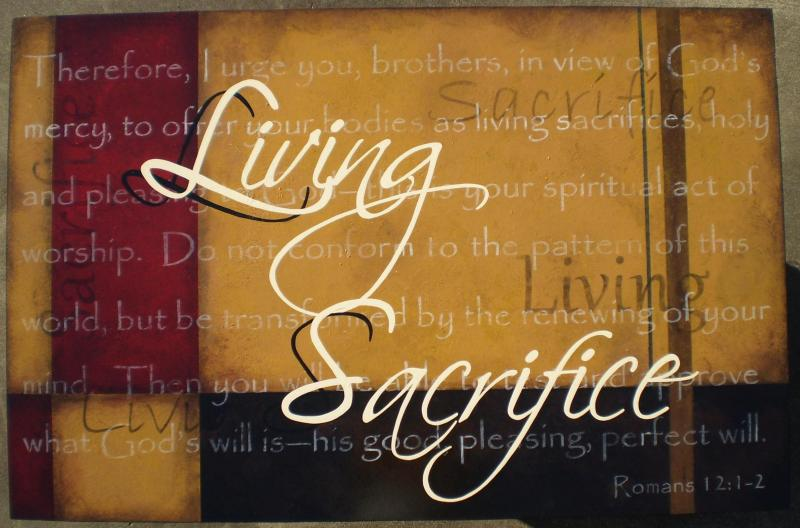 Therefore, I urge you, brothers, in view of God's
Sacrifice
mercy, to offer your bodies as living sacrifices, holy
Living
Sacrifice
and pleasing to God—this is your spiritual act of
worship. Do not conform to the pattern of this
Living
world, but be transformed by the renewing of your
Sacrifice
mind. Then you will be able to test and approve
Living
what God's will is—his good, pleasing, perfect will.
Romans 12:1-2